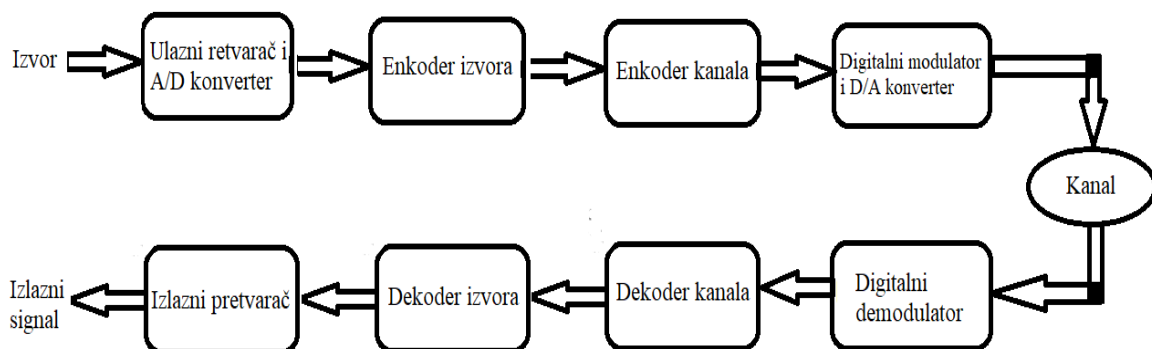 Izvor
Ulazni retvarač i
A/D konverter
Enkoder izvora
Enkoder kanala
Digitalni modulator
i D/A konverter
Kanal
Izlazni
signal
Izlazni pretvarač
Dekoder izvora
Dekoder kanala
Digitalni
demodulator